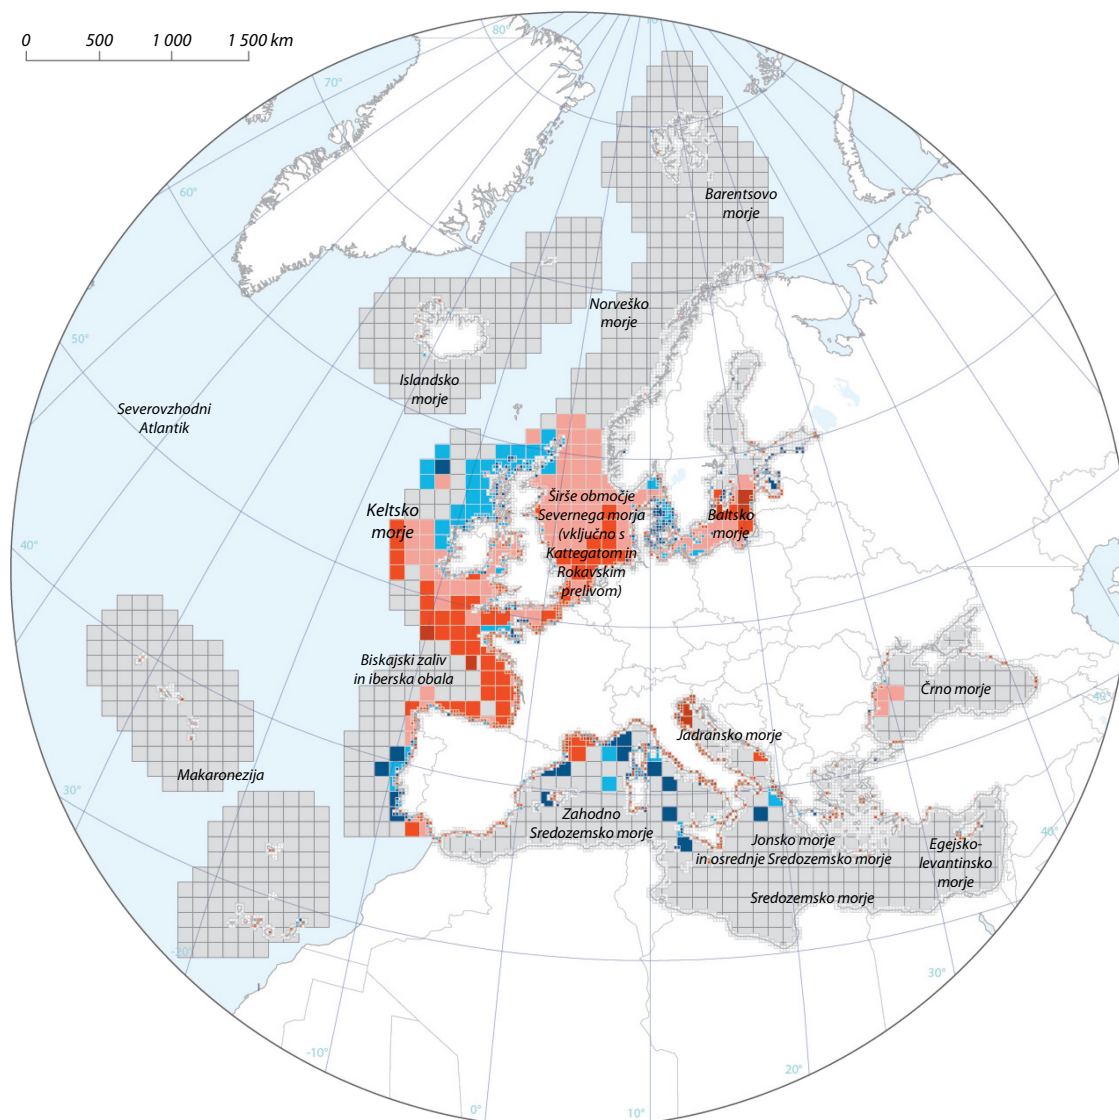 0 500 1 000 1 500 km
80°
10°
70°
60°
50°
40°
30°
-20°
-10°
0°
10°
20°
30°
40°
40°
Barentsovo
morje
Norveško
morje
Islandsko
morje
Severovzhodni
Atlantik
Keltsko
morje
Širše območje
Severnega morja
(vključno s
Kattegatom in
Rokavskim
prelivom)
Baltsko
morje
Biskajski zaliv
in iberska obala
Črno morje
Makaronezija
Jadransko morje
Zahodno
Sredozemsko morje
Jonsko morje
in osrednje Sredozemsko morje
Egejsko-
levantinsko
morje
Sredozemsko morje